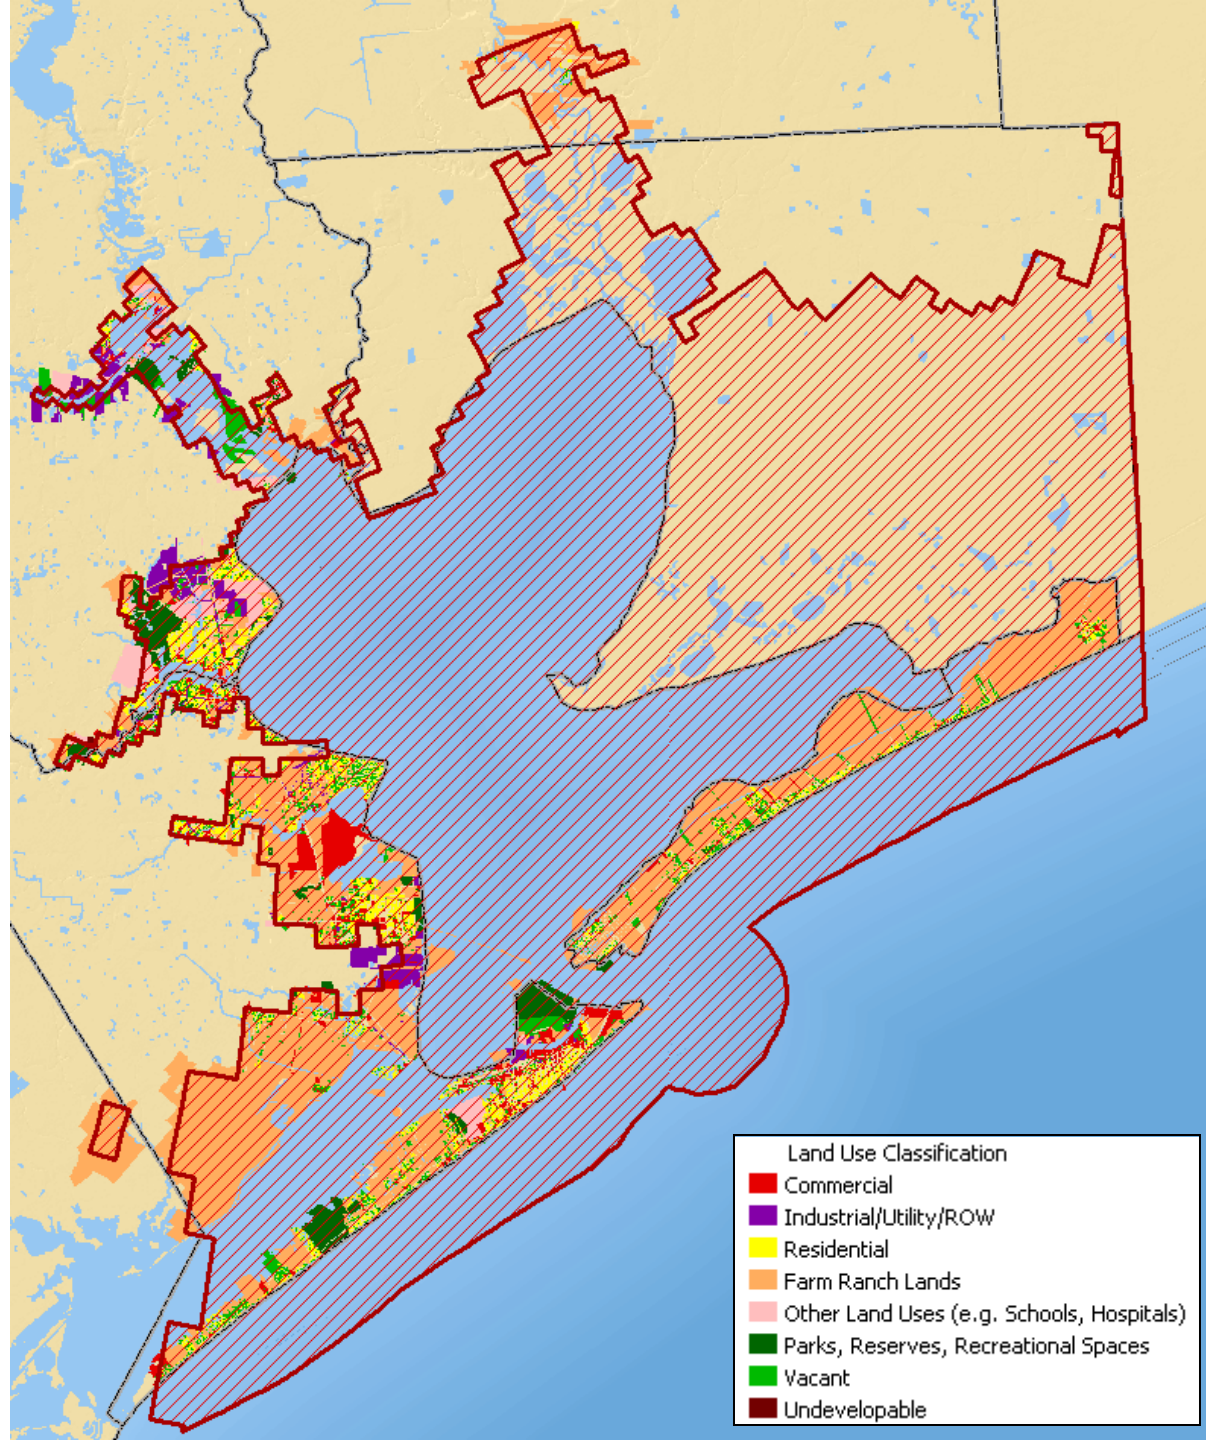 Land Use Classification
Commercial
Industrial/Utility/ROW
Residential
Farm Ranch Lands
Other Land Uses (e.g. Schools, Hospitals)
Parks, Reserves, Recreational Spaces
Vacant
Undevelopable